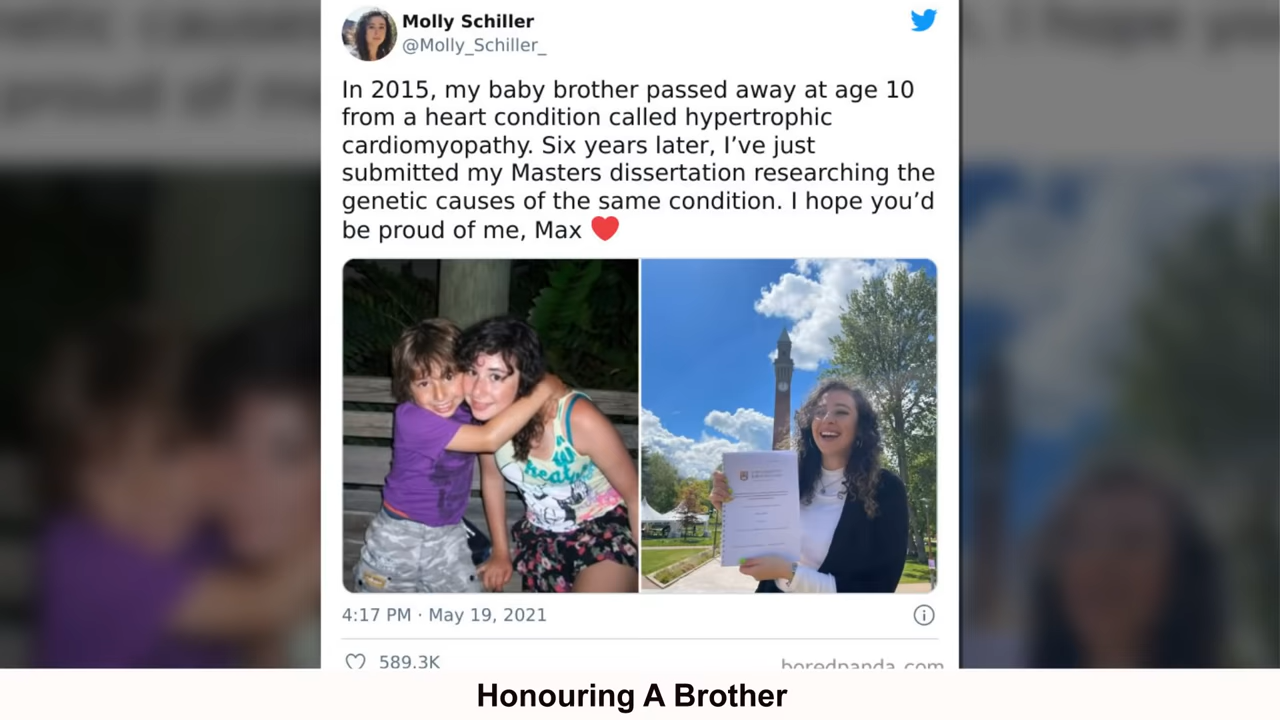 Molly Schiller
@Molly_Schiller_
In 2015, my baby brother passed away at age 10
from a heart condition called hypertrophic
cardiomyopathy. Six years later, I’ve just
submitted my Masters dissertation researching the
genetic causes of the same condition. I hope you’d
be proud of me, Max ❤️
4:17 PM · May 19, 2021
589.3K
boredpanda.com
Honouring A Brother